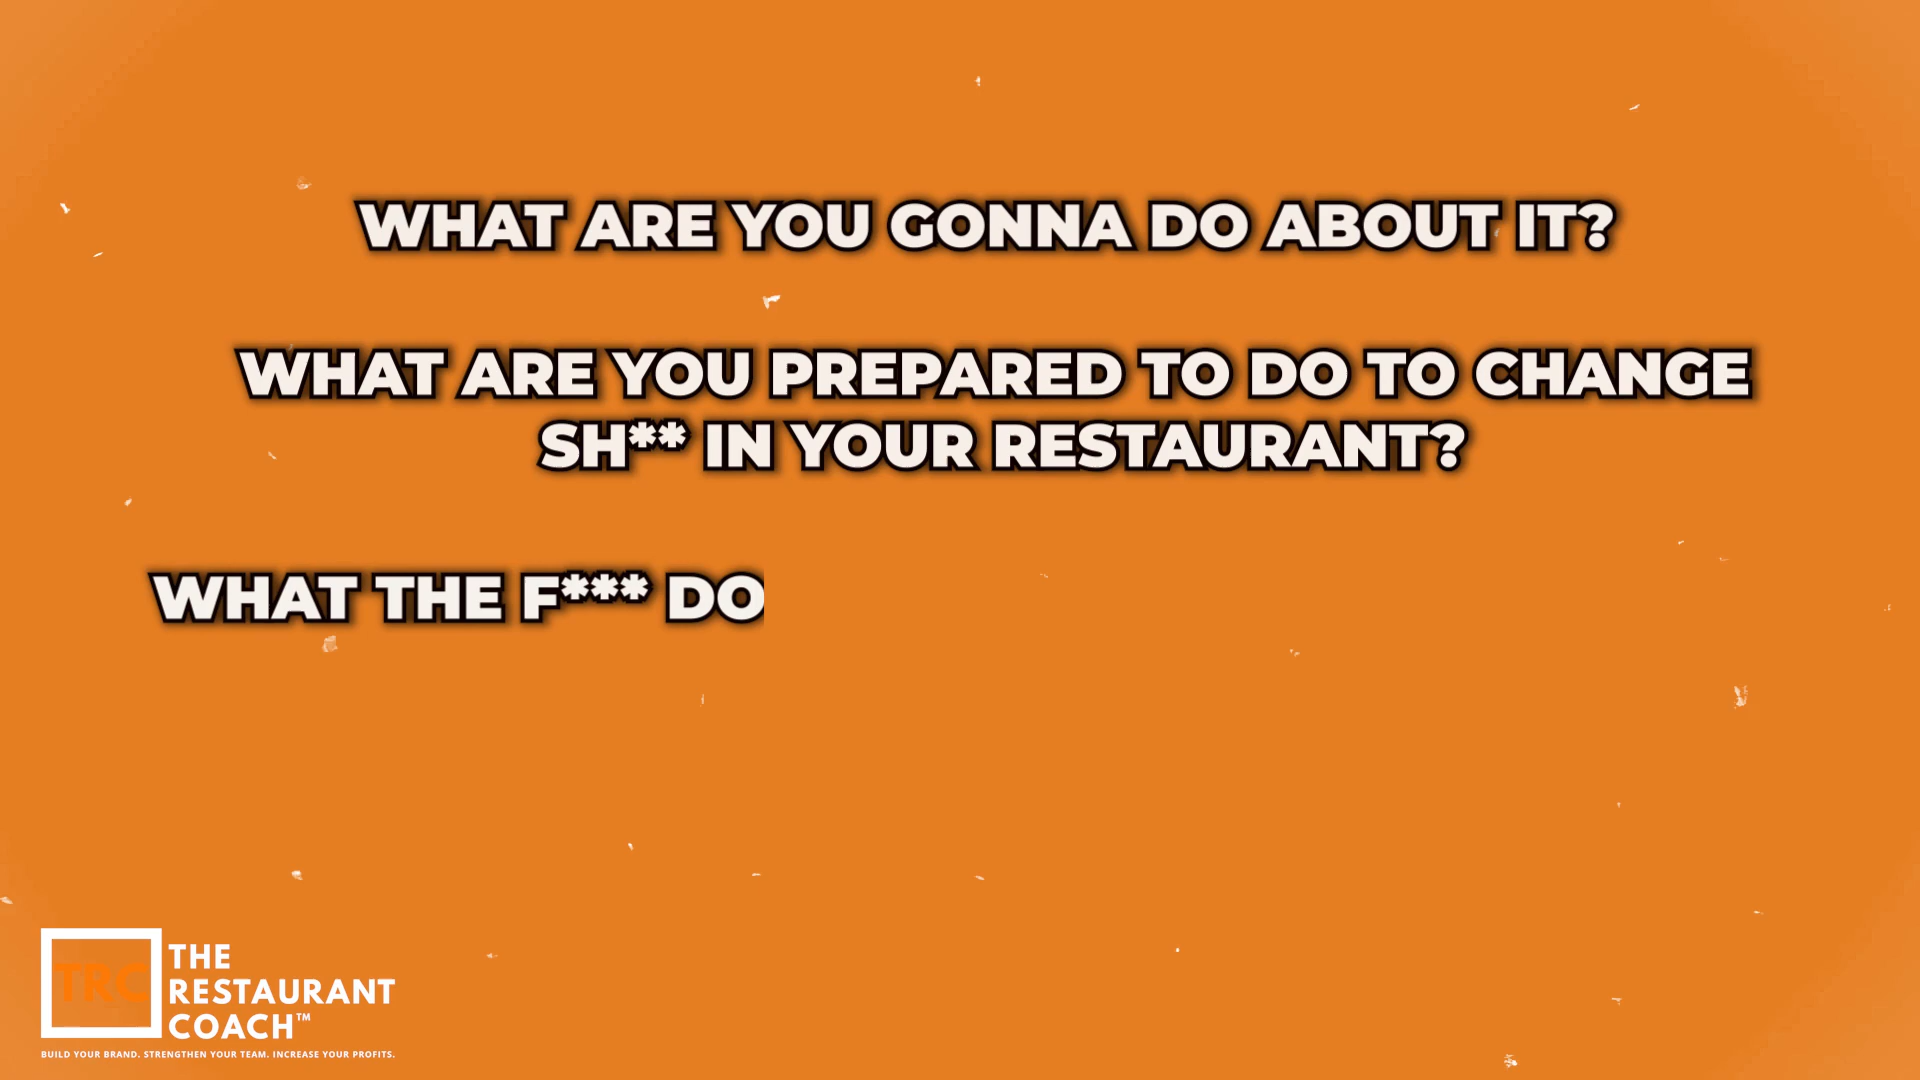 WHAT ARE YOU GONNA DO ABOUT IT?
WHAT ARE YOU PREPARED TO DO TO CHANGE
SH** IN YOUR RESTAURANT?
WHAT THE F*** DO
TRC
THE
RESTAURANT
COACH™
BUILD YOUR BRAND. STRENGTHEN YOUR TEAM. INCREASE YOUR PROFITS.